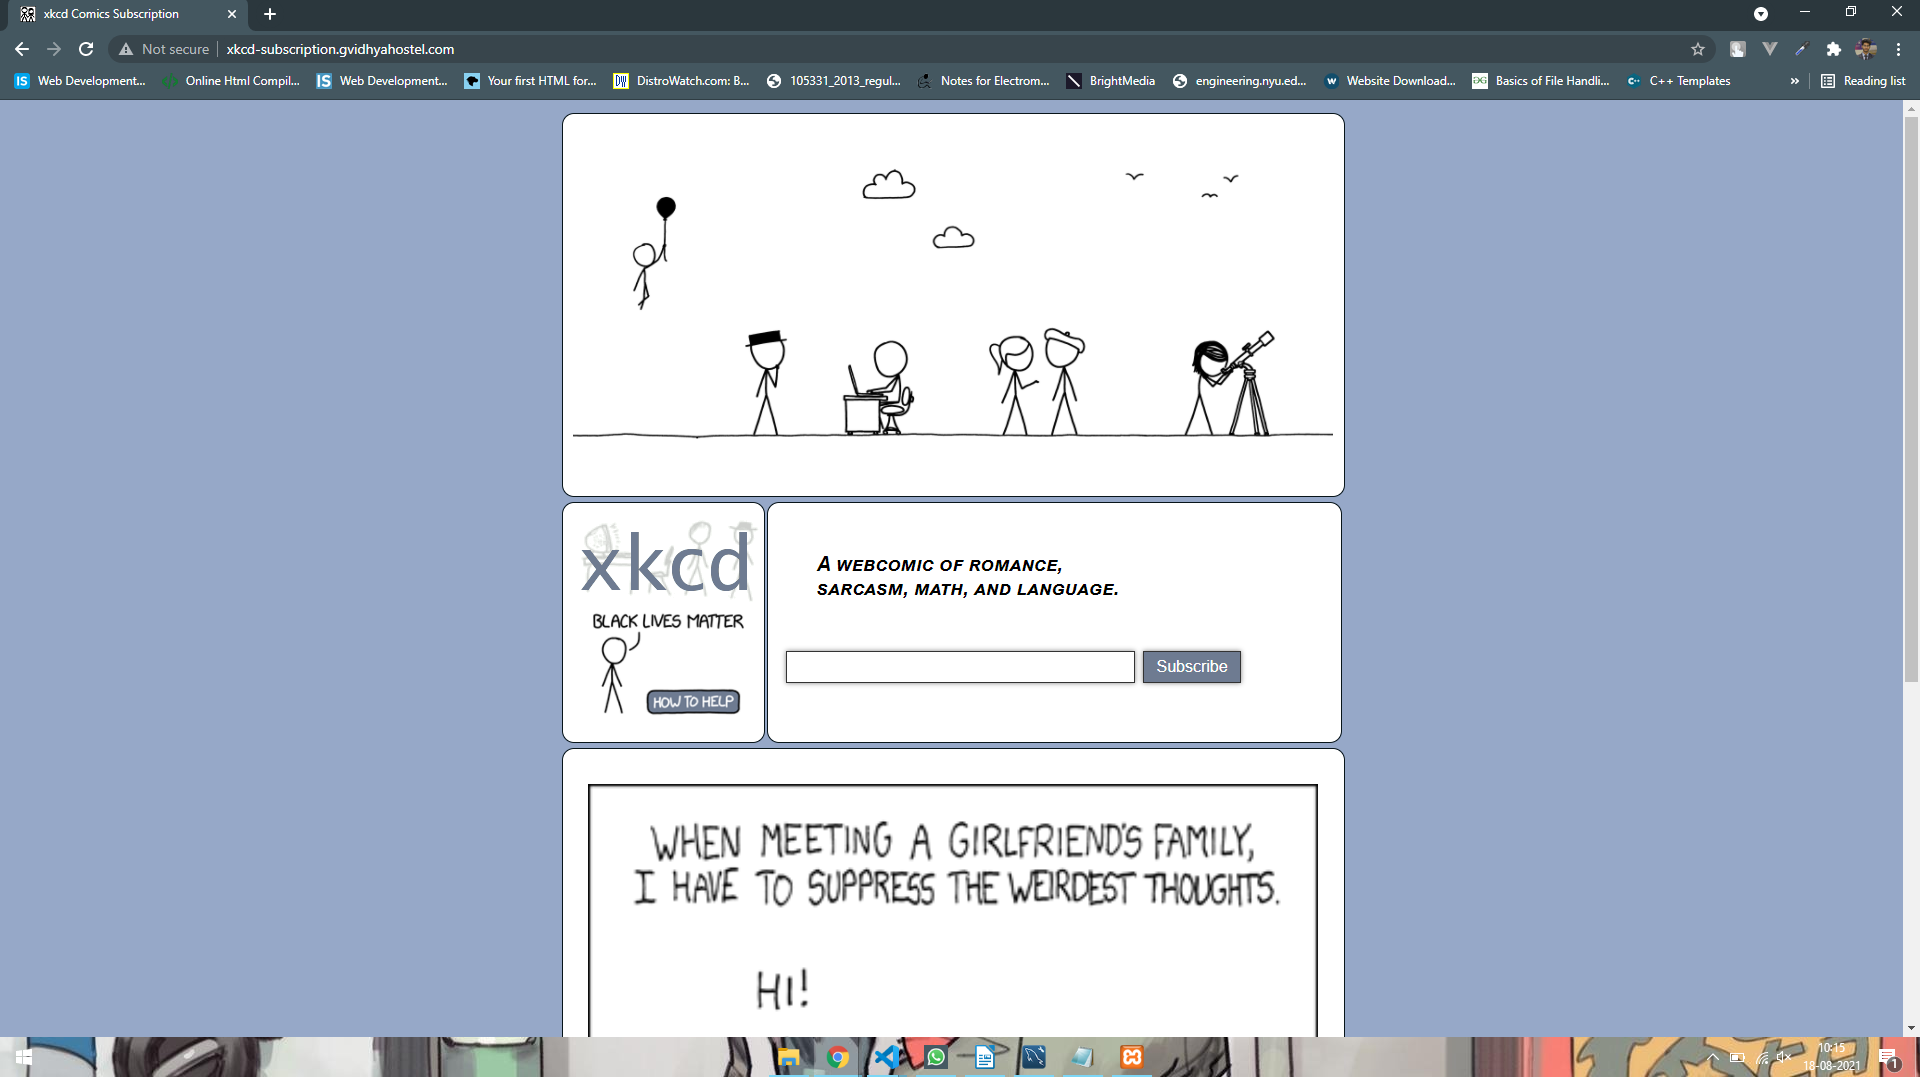 xkcd Comics Subscription
Not secure
xkcd-subscription.gvidhyahostel.com
Web Development...
Online Html Compil...
Web Development...
Your first HTML for...
DistroWatch.com: B...
105331_2013_regul...
Notes for Electrom...
BrightMedia
engineering.nyu.ed...
Website Download...
Basics of File Handli...
C++ Templates
Reading list
xkcd
BLACK LIVES MATTER
HOW TO HELP
A WEBCOMIC OF ROMANCE,
SARCASM, MATH, AND LANGUAGE.
Subscribe
WHEN MEETING A GIRLFRIEND'S FAMILY,
I HAVE TO SUPPRESS THE WEIRDEST THOUGHTS.
HI!
10:15
18-08-2021
1